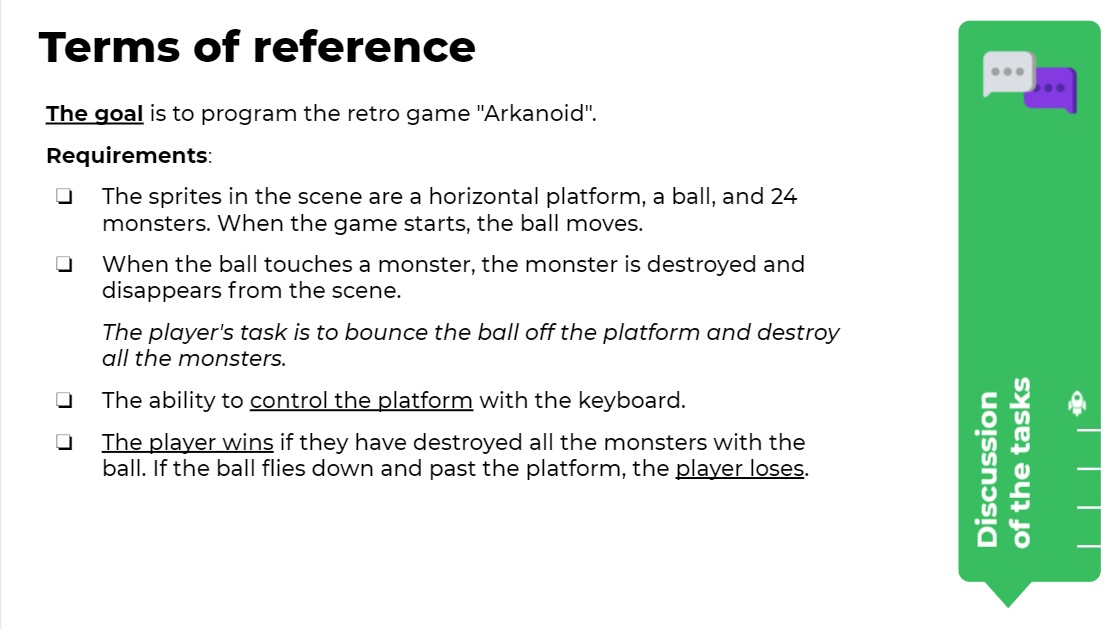 Terms of reference
The goal is to program the retro game "Arkanoid".
Requirements:
❏ The sprites in the scene are a horizontal platform, a ball, and 24
monsters. When the game starts, the ball moves.
❏ When the ball touches a monster, the monster is destroyed and
disappears from the scene.
The player's task is to bounce the ball off the platform and destroy
all the monsters.
❏ The ability to control the platform with the keyboard.
❏ The player wins if they have destroyed all the monsters with the
ball. If the ball flies down and past the platform, the player loses.
Discussion
of the tasks